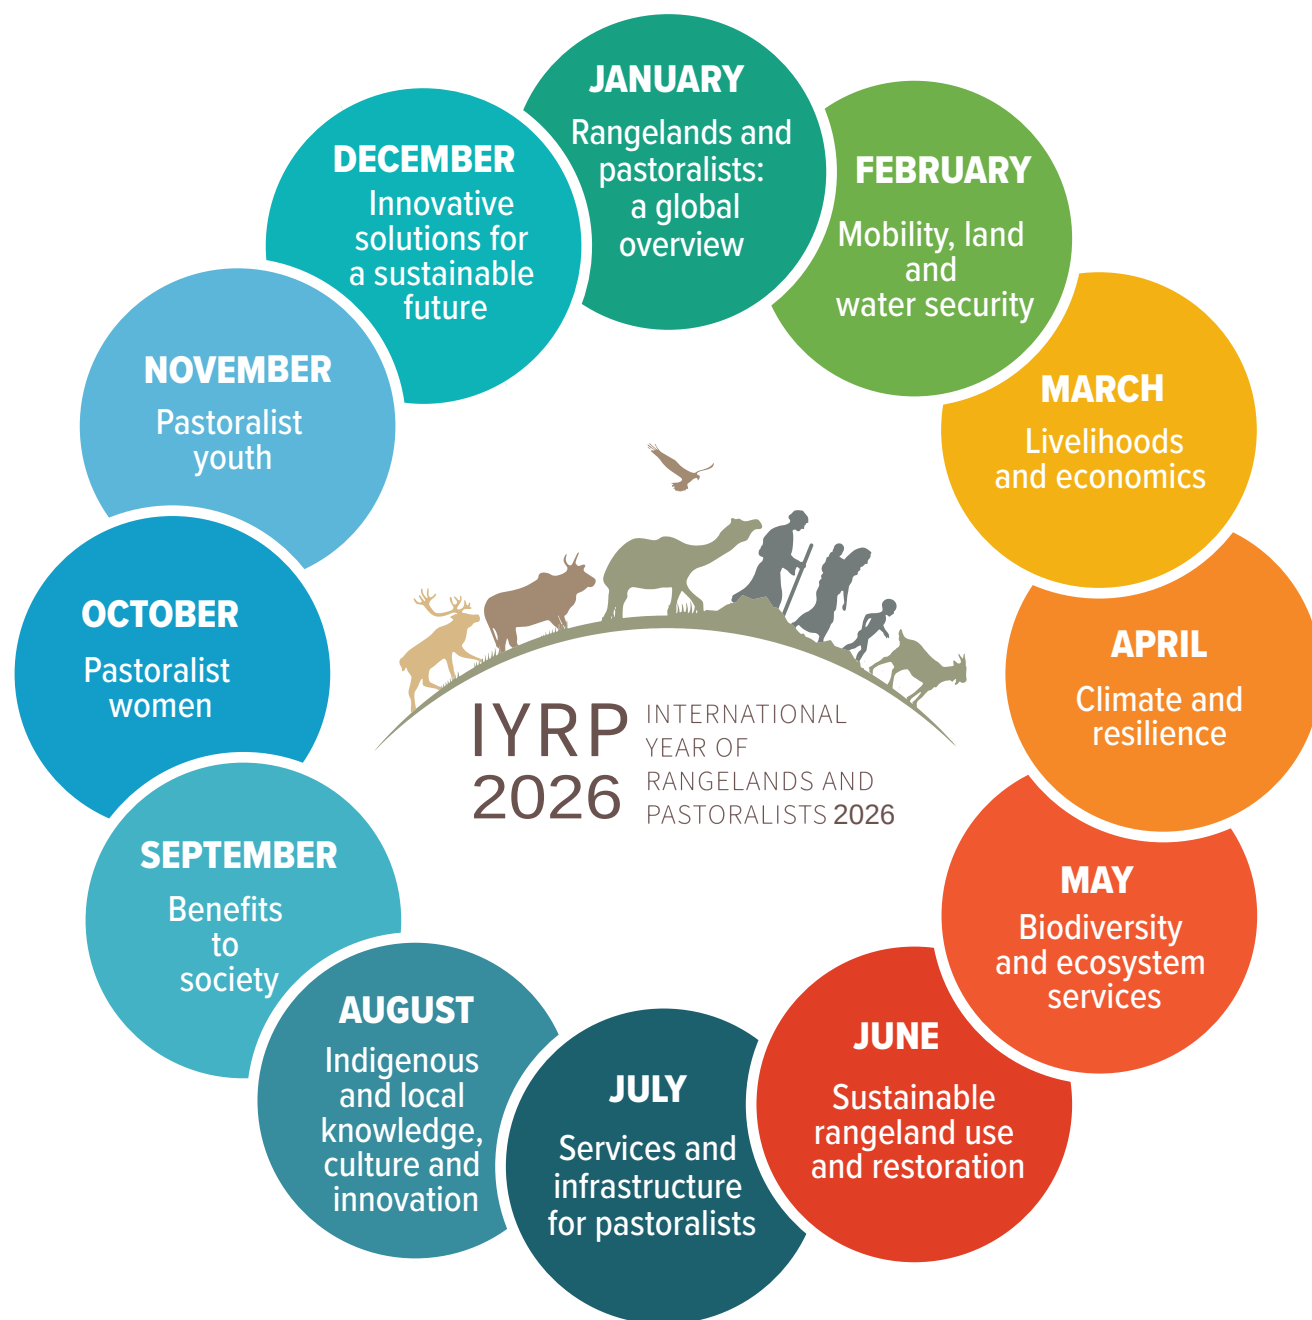 JANUARY
Rangelands and
pastoralists:
a global
overview
FEBRUARY
Mobility, land
and
water security
MARCH
Livelihoods
and economics
APRIL
Climate and
resilience
MAY
Biodiversity
and ecosystem
services
JUNE
Sustainable
rangeland use
and restoration
JULY
Services and
infrastructure
for pastoralists
AUGUST
Indigenous
and local
knowledge,
culture and
innovation
SEPTEMBER
Benefits
to
society
OCTOBER
Pastoralist
women
NOVEMBER
Pastoralist
youth
DECEMBER
Innovative
solutions for
a sustainable
future
IYRP
2026
INTERNATIONAL
YEAR OF
RANGELANDS AND
PASTORALISTS 2026